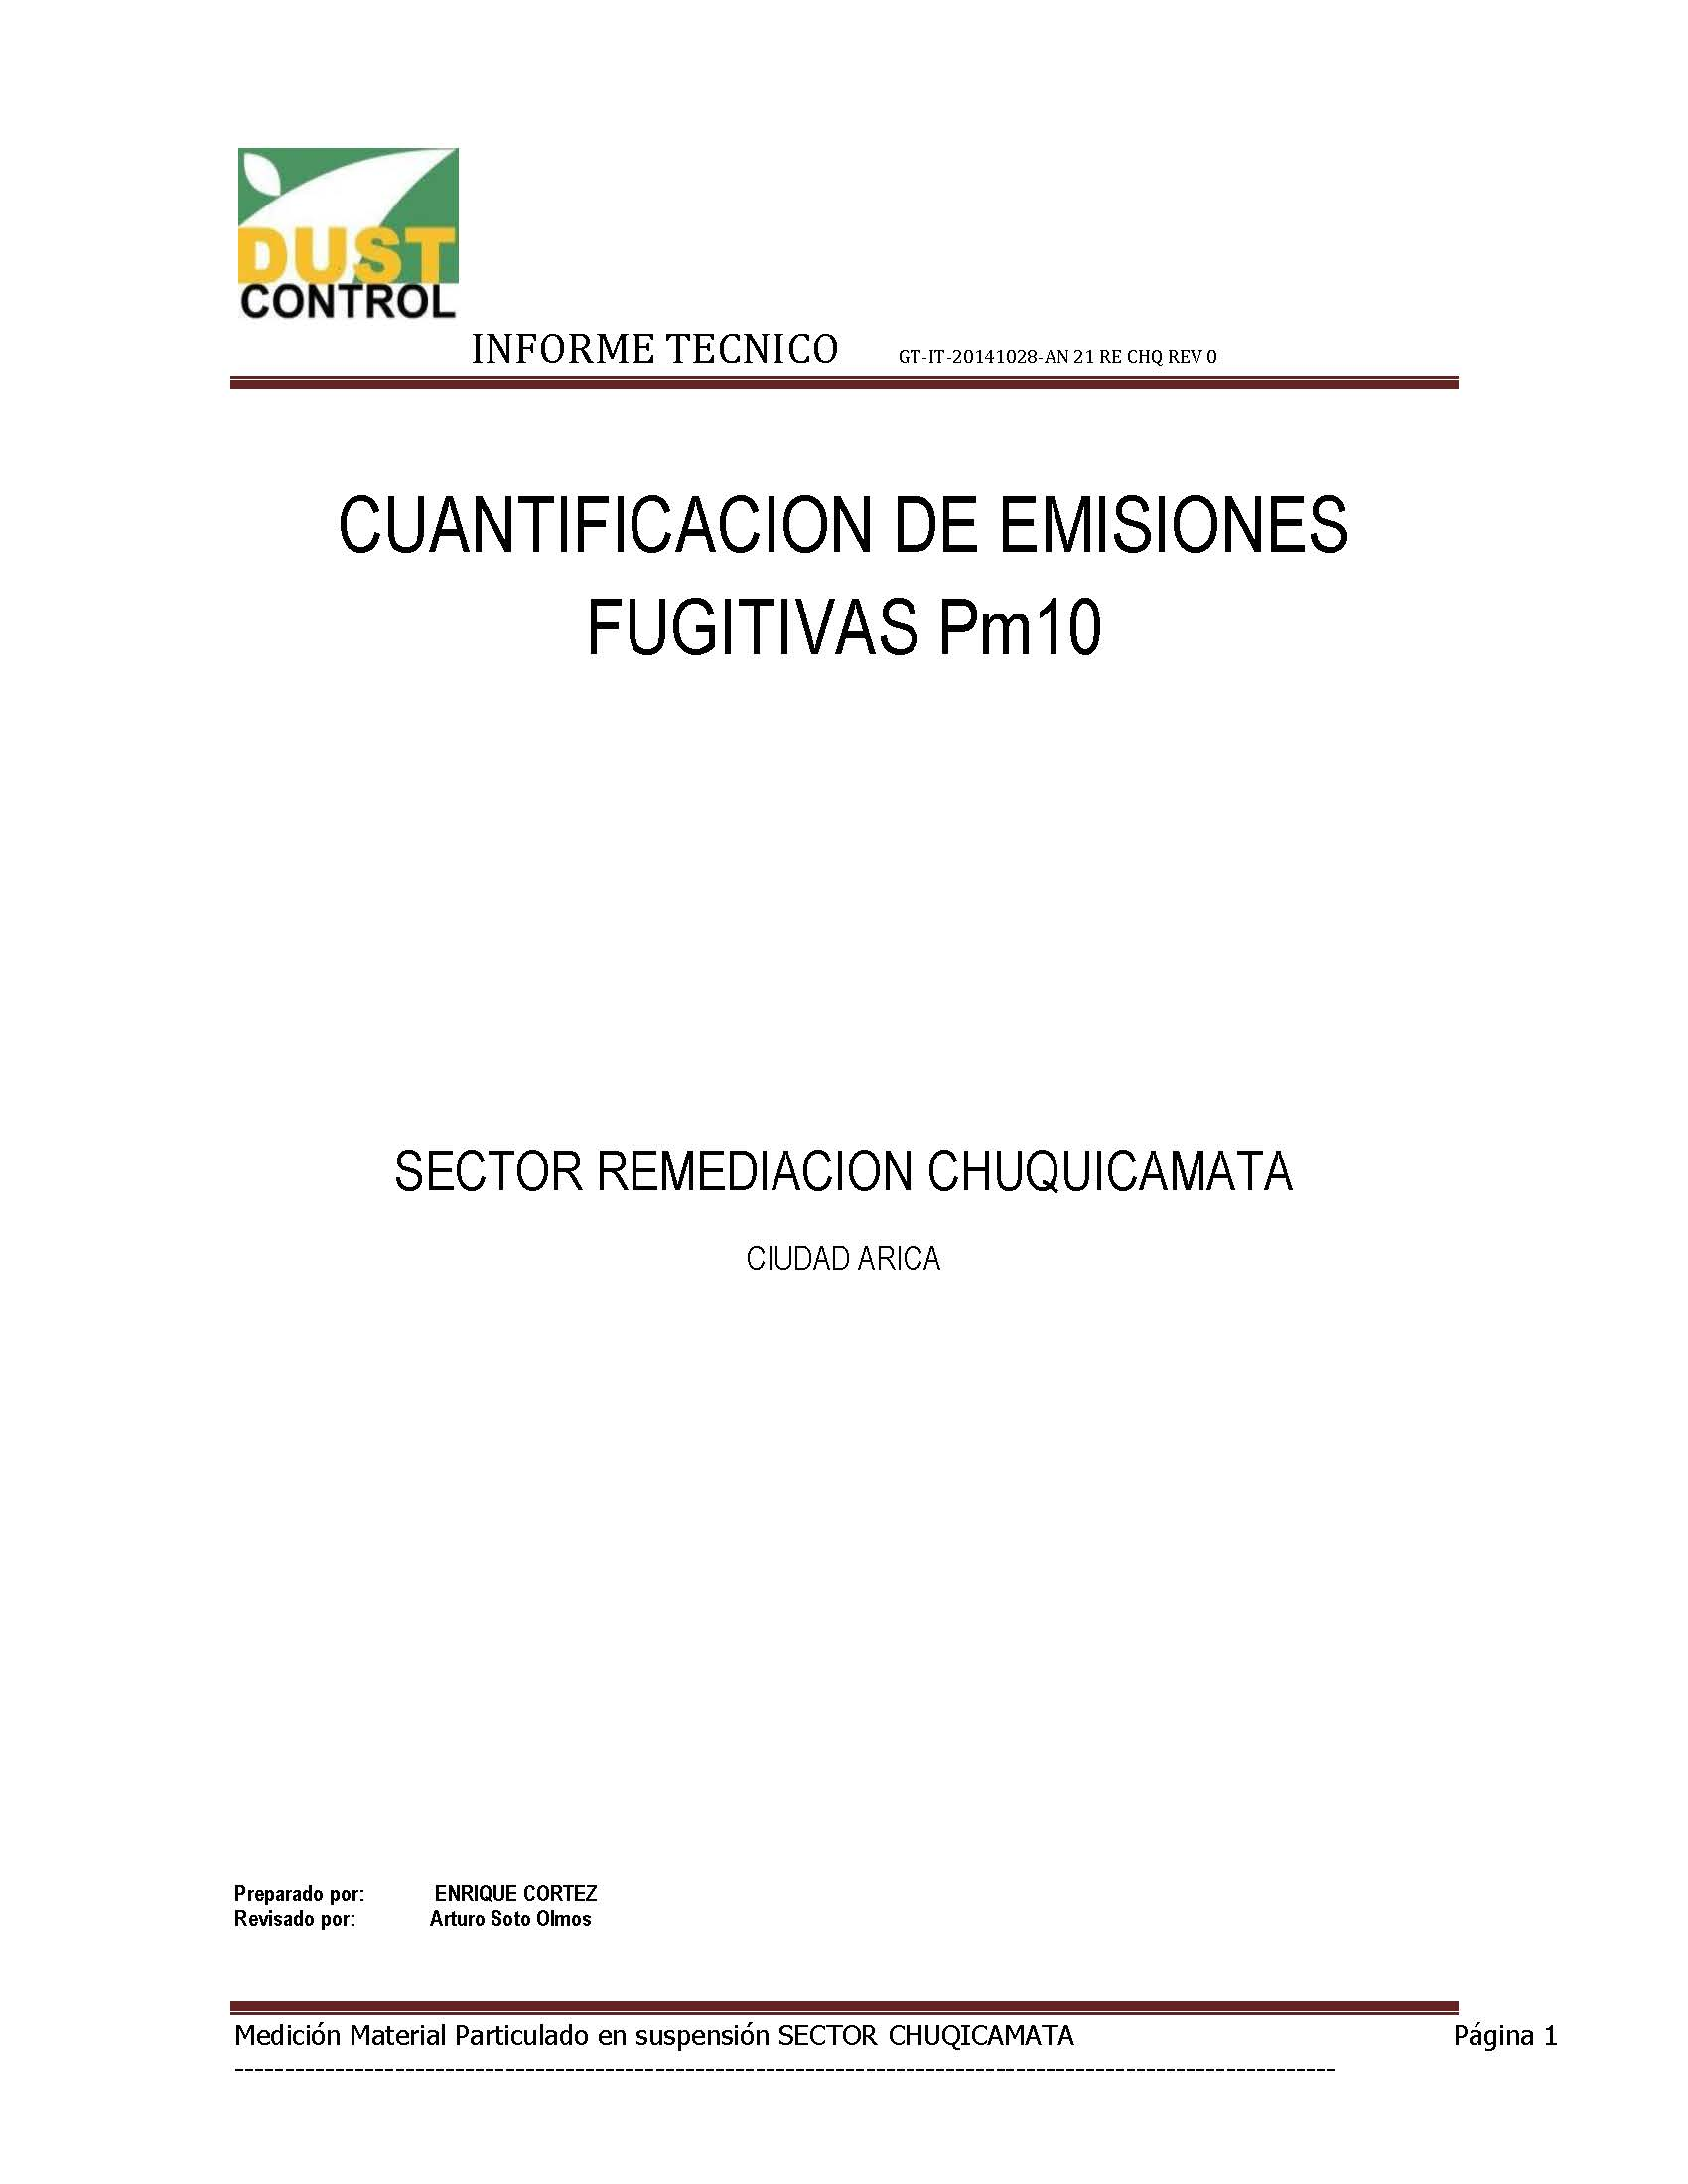 DUST
CONTROL
INFORME TECNICO GT-IT-20141028-AN 21 RE CHQ REV 0
CUANTIFICACION DE EMISIONES
FUGITIVAS Pm10
SECTOR REMEDIACION CHUQUICAMATA
CIUDAD ARICA
Preparado por: ENRIQUE CORTEZ
Revisado por: Arturo Soto Olmos
Medición Material Particulado en suspensión SECTOR CHUQICAMATA Página 1
--------------------------------------------------------------------------------------------------------------